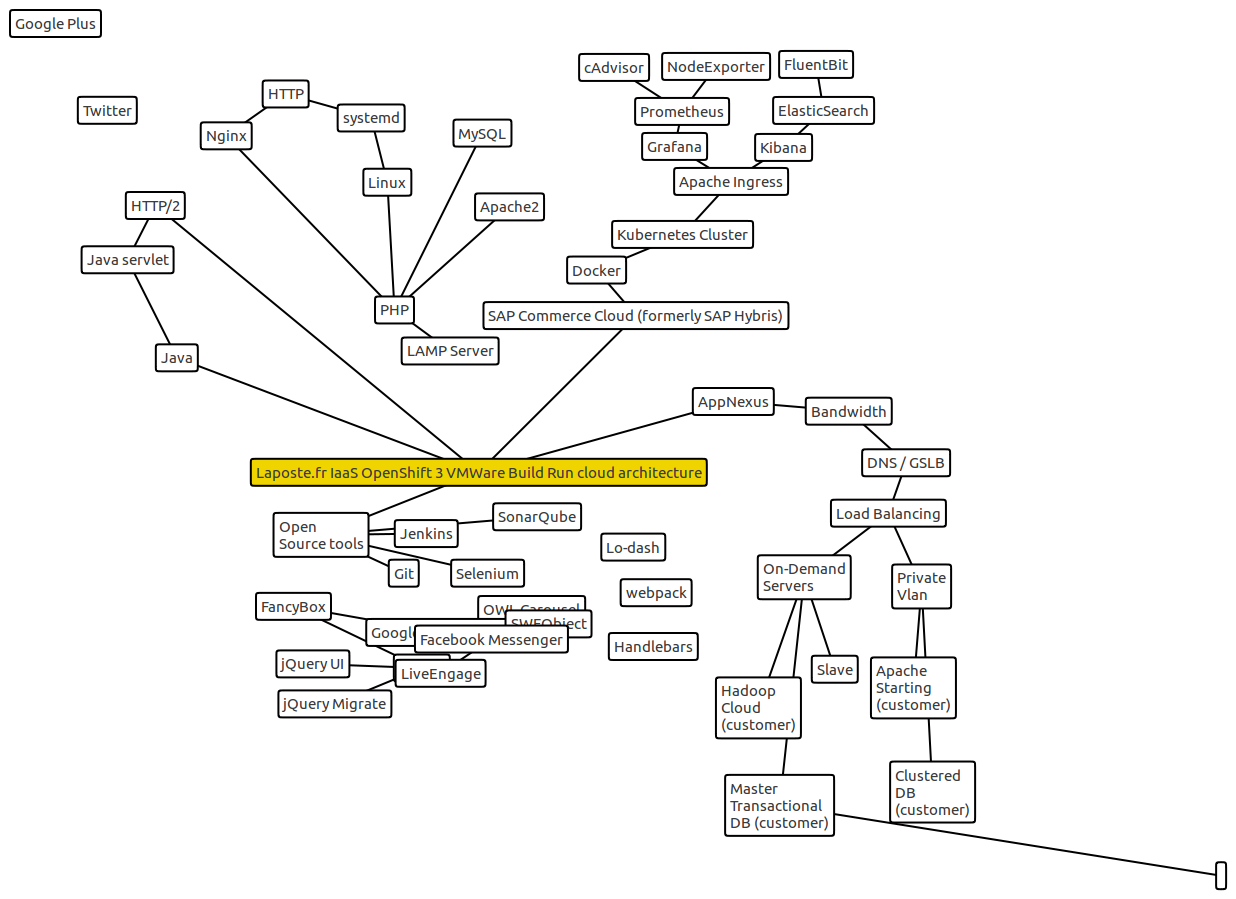 Google Plus
Twitter
HTTP
Nginx
systemd
MySQL
Linux
Apache2
HTTP/2
Java servlet
PHP
LAMP Server
Java
cAdvisor
NodeExporter
FluentBit
Prometheus
ElasticSearch
Grafana
Kibana
Apache Ingress
Kubernetes Cluster
Docker
SAP Commerce Cloud (formerly SAP Hybris)
AppNexus
Bandwidth
DNS / GSLB
Load Balancing
Laposte.fr IaaS OpenShift 3 VMWare Build Run cloud architecture
Open
Source tools
Jenkins
SonarQube
Git
Selenium
Lo-dash
webpack
Handlebars
FancyBox
OWL Carousel
SWFObject
Google
Facebook Messenger
jQuery UI
LiveEngage
jQuery Migrate
On-Demand
Servers
Private
Vlan
Slave
Hadoop
Cloud
(customer)
Apache
Starting
(customer)
Master
Transactional
DB (customer)
Clustered
DB
(customer)